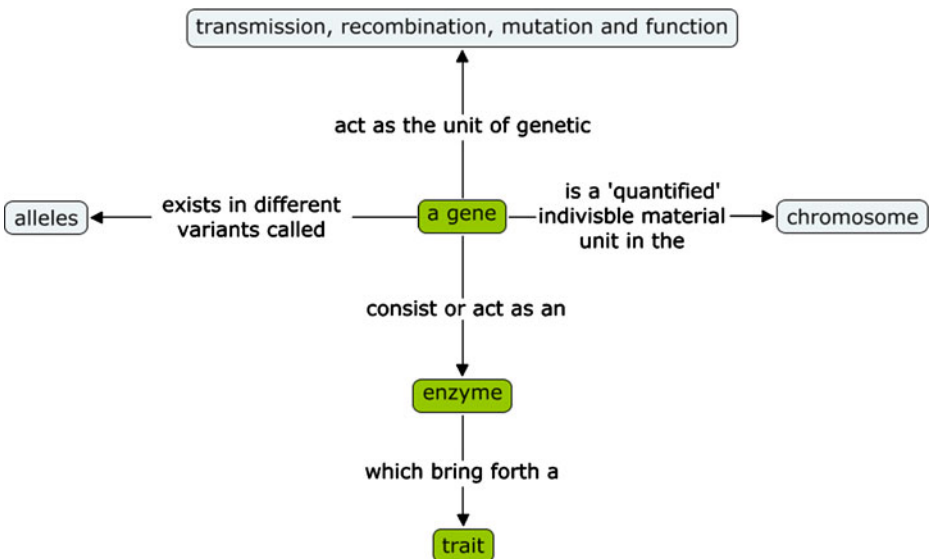 transmission, recombination, mutation and function
act as the unit of genetic
alleles
exists in different
variants called
a gene
is a 'quantified'
indivisble material
unit in the
chromosome
consist or act as an
enzyme
which bring forth a
trait